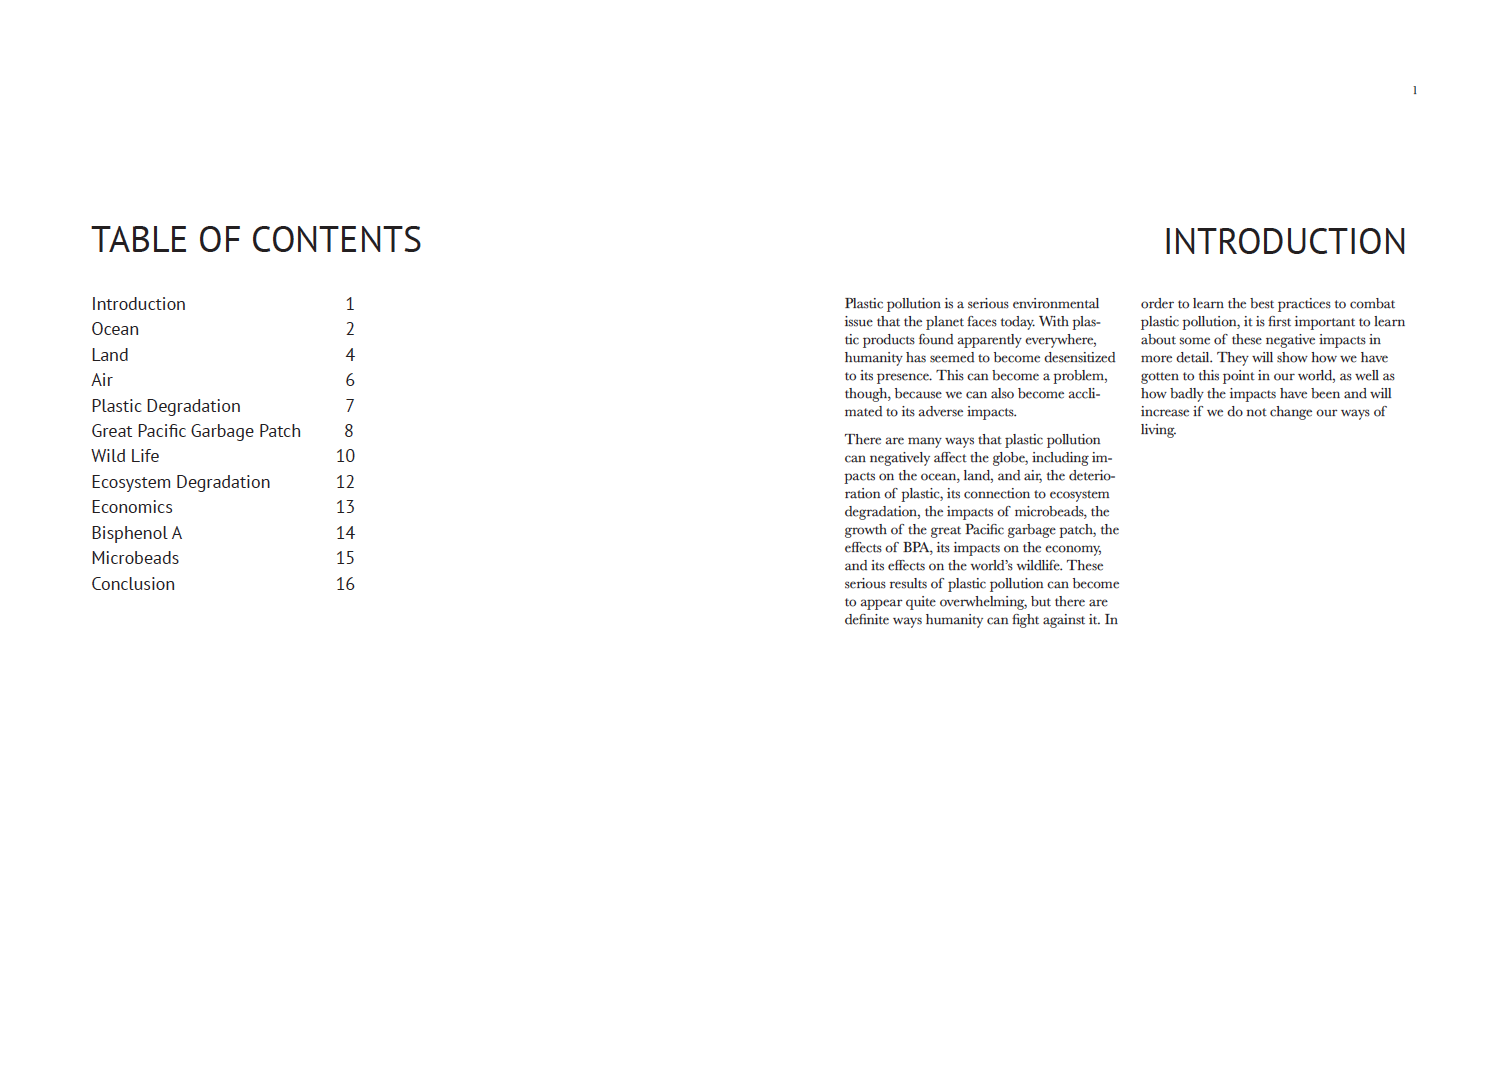 TABLE OF CONTENTS
Introduction 1
Ocean 2
Land 4
Air 6
Plastic Degradation 7
Great Pacific Garbage Patch 8
Wild Life 10
Ecosystem Degradation 12
Economics 13
Bisphenol A 14
Microbeads 15
Conclusion 16
1
INTRODUCTION
Plastic pollution is a serious environmental
issue that the planet faces today. With plas-
tic products found apparently everywhere,
humanity has seemed to become desensitized
to its presence. This can become a problem,
though, because we can also become accli-
mated to its adverse impacts.
There are many ways that plastic pollution
can negatively affect the globe, including im-
pacts on the ocean, land, and air, the deterio-
ration of plastic, its connection to ecosystem
degradation, the impacts of microbeads, the
growth of the great Pacific garbage patch, the
effects of BPA, its impacts on the economy,
and its effects on the world’s wildlife. These
serious results of plastic pollution can become
to appear quite overwhelming, but there are
definite ways humanity can fight against it. In
order to learn the best practices to combat
plastic pollution, it is first important to learn
about some of these negative impacts in
more detail. They will show how we have
gotten to this point in our world, as well as
how badly the impacts have been and will
increase if we do not change our ways of
living.